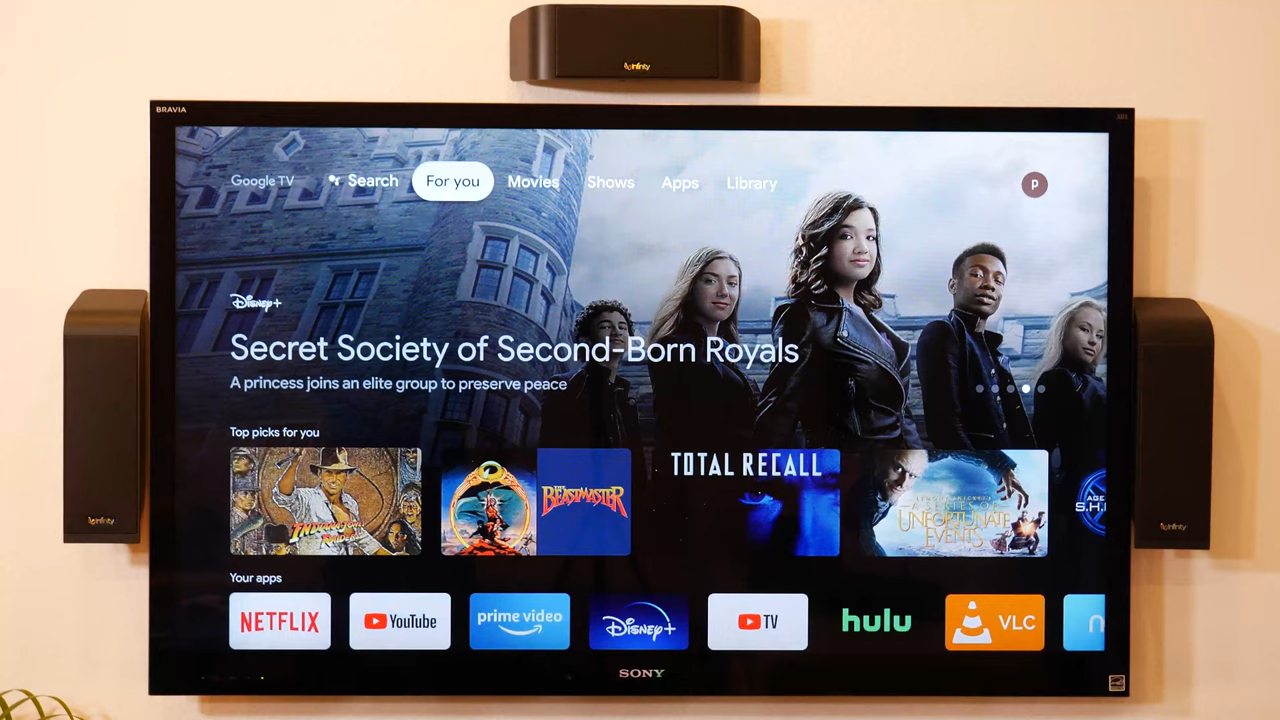 Infinity
BRAVIA
Google TV
Search
For you
Movies
Shows
Apps
Library
P
Disney+
Secret Society of Second-Born Royals
A princess joins an elite group to preserve peace
Top picks for you
INDIANA JONES
THE
BEASTMASTER
TOTAL RECALL
A SERIES OF
UNFORTUNATE
EVENTS
Infinity
Infinity
Your apps
NETFLIX
YouTube
prime video
Disney+
TV
hulu
VLC
SONY